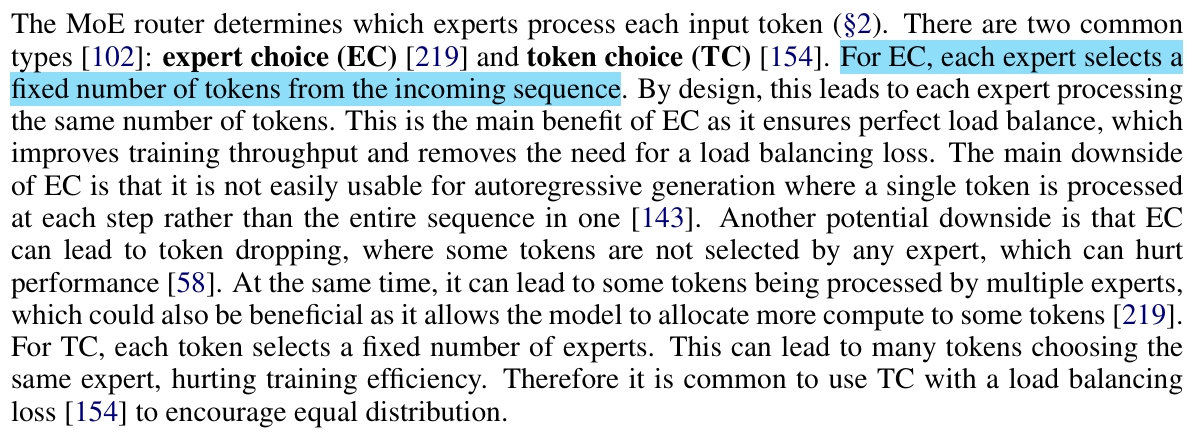 The MoE router determines which experts process each input token (§2). There are two common
types [102]: expert choice (EC) [219] and token choice (TC) [154]. For EC, each expert selects a
fixed number of tokens from the incoming sequence. By design, this leads to each expert processing
the same number of tokens. This is the main benefit of EC as it ensures perfect load balance, which
improves training throughput and removes the need for a load balancing loss. The main downside
of EC is that it is not easily usable for autoregressive generation where a single token is processed
at each step rather than the entire sequence in one [143]. Another potential downside is that EC
can lead to token dropping, where some tokens are not selected by any expert, which can hurt
performance [58]. At the same time, it can lead to some tokens being processed by multiple experts,
which could also be beneficial as it allows the model to allocate more compute to some tokens [219].
For TC, each token selects a fixed number of experts. This can lead to many tokens choosing the
same expert, hurting training efficiency. Therefore it is common to use TC with a load balancing
loss [154] to encourage equal distribution.